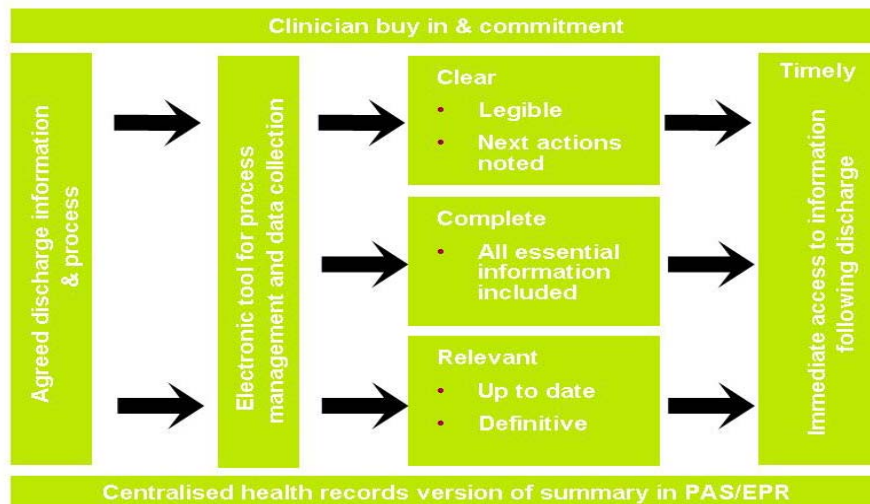 Clinician buy in & commitment
Agreed discharge information
& process
Electronic tool for process
management and data collection
Clear
• Legible
• Next actions
noted
Complete
• All essential
information
included
Relevant
• Up to date
• Definitive
Timely
Immediate access to information
following discharge
Centralised health records version of summary in PAS/EPR